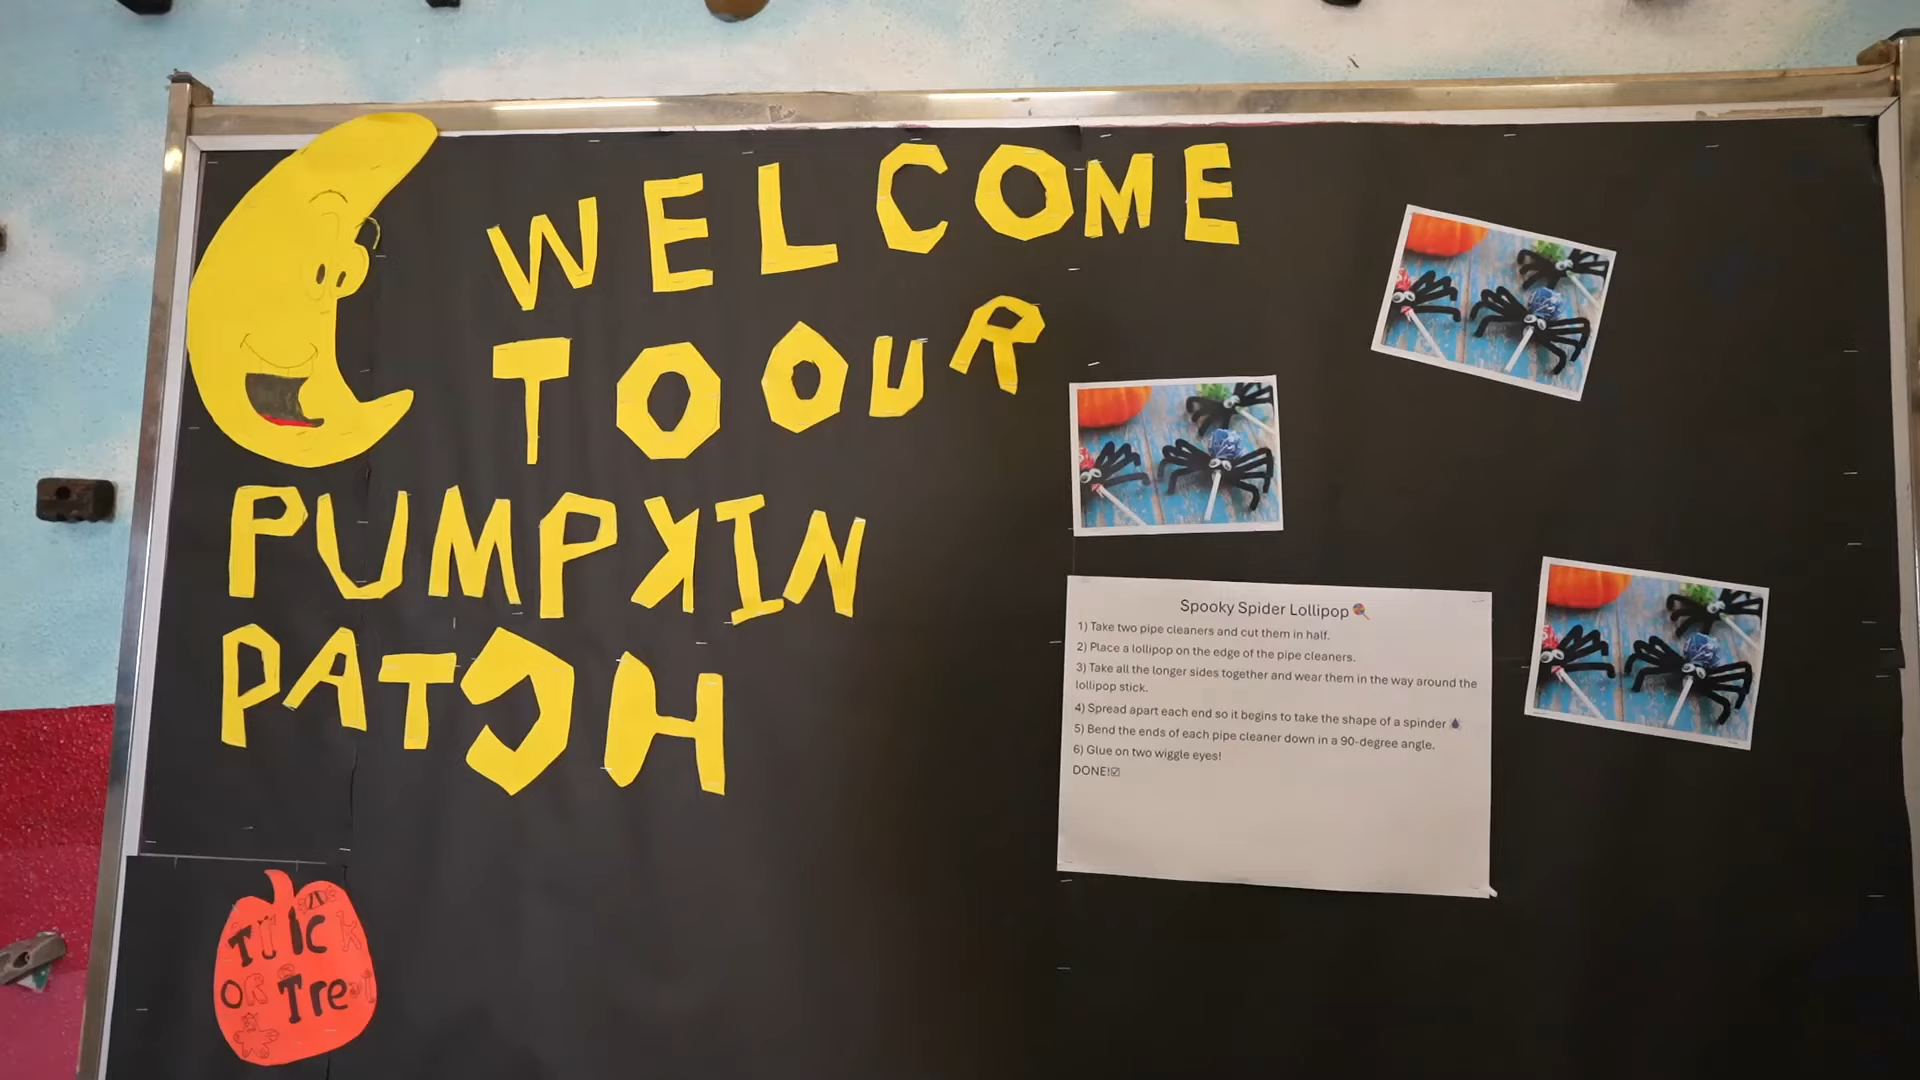 WELCOME
TO OUR
PUMPKIN
PATCH
Spooky Spider Lollipop
1) Take two pipe cleaners and cut them in half.
2) Place a lollipop on the edge of the pipe cleaners.
3) Take all the longer sides together and wear them in the way around the
lollipop stick.
4) Spread apart each end so it begins to take the shape of a spinder
5) Bend the ends of each pipe cleaner down in a 90-degree angle.
6) Glue on two wiggle eyes!
DONE!☑
TrIcK
OR Tre